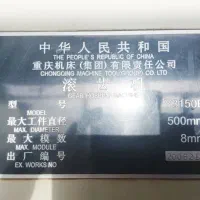 中华人民共和国
THE PEOPLE'S REPUBLIC OF CHINA
重庆机床(集团)有限责任公司
CHONGQING MACHINE TOOL (GROUP) CO., LTD
滚齿机
型 号
MODEL
最大工件直径 500mm
MAX. DIAMETER
最大模数 8mm
MAX. MODULE
出厂编号
EX. WORKS NO